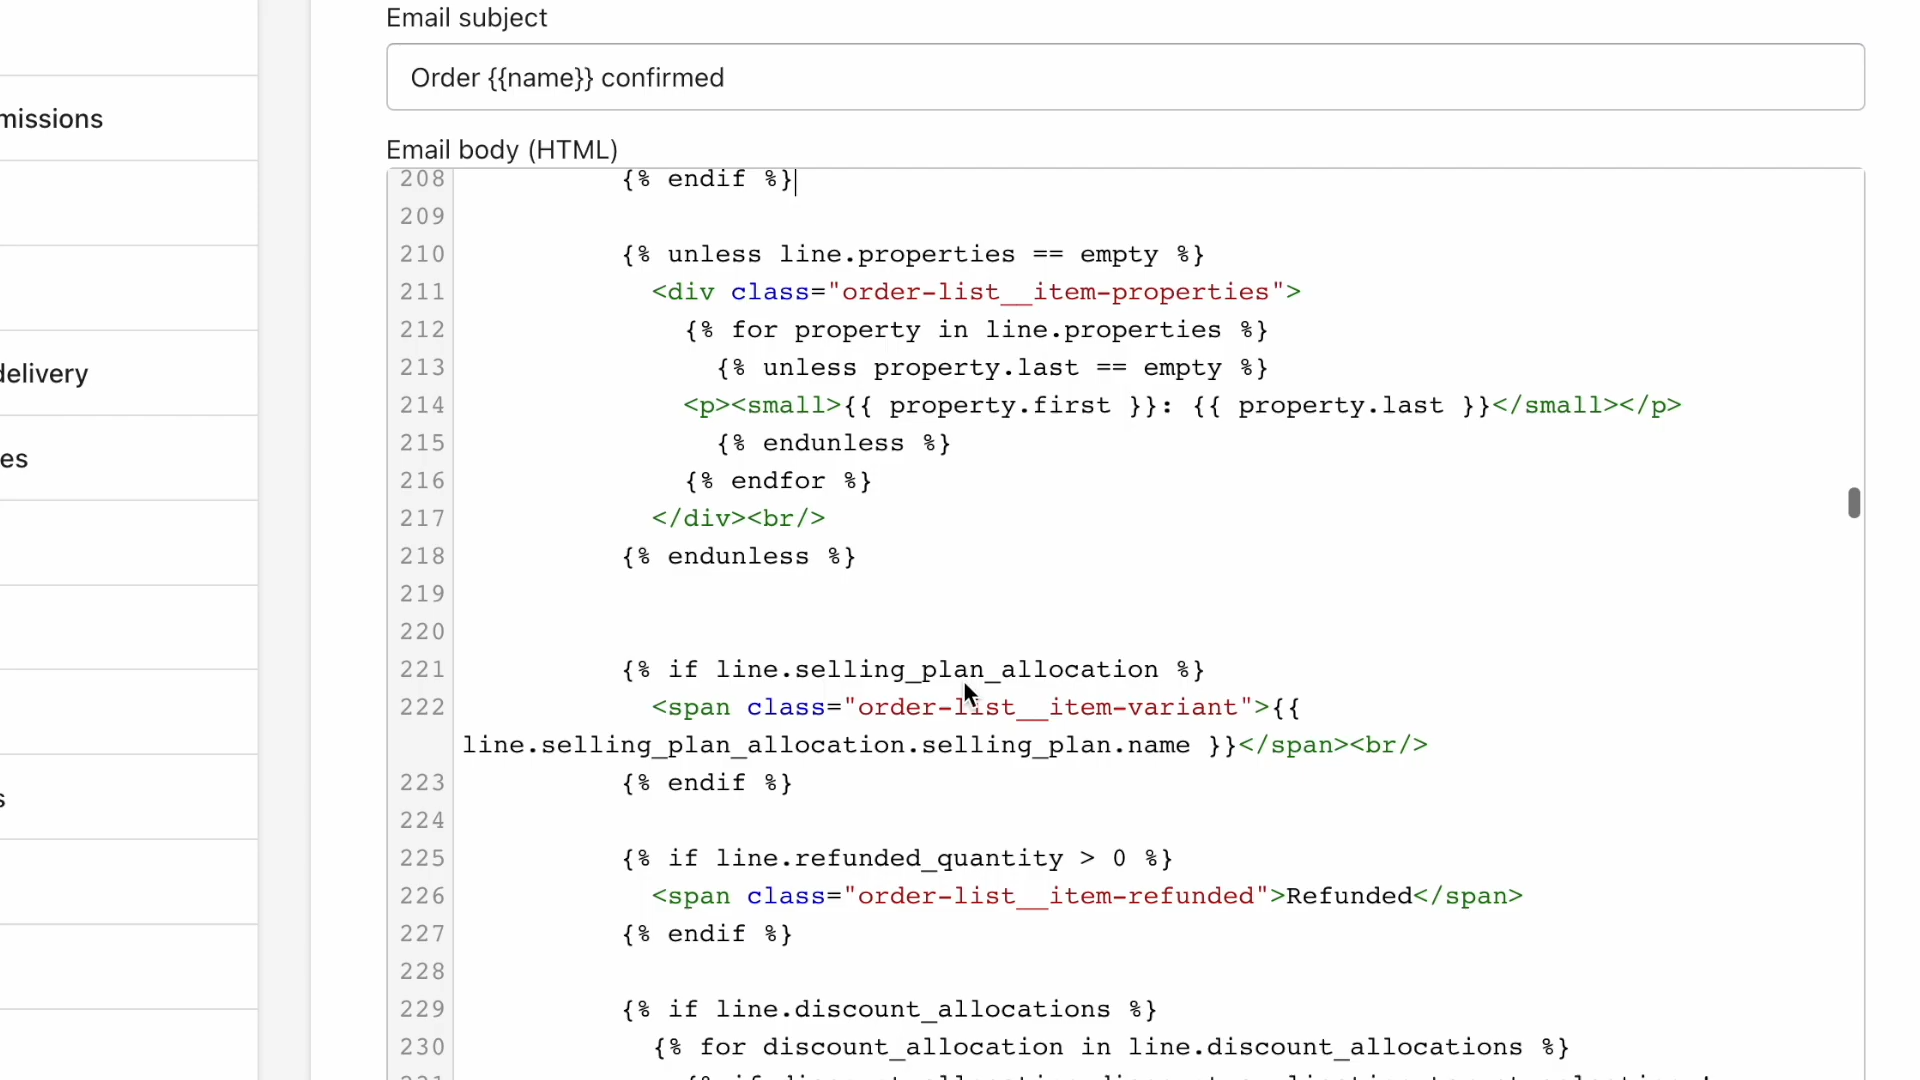 Email subject
Order {{name}} confirmed
missions
Email body (HTML)
208 {% endif %}
209
210 {% unless line.properties == empty %}
211 <div class="order-list__item-properties">
212 {% for property in line.properties %}
delivery
213 {% unless property.last == empty %}
214 <p><small>{{ property.first }}: {{ property.last }}</small></p>
215 {% endunless %}
es
216 {% endfor %}
217 </div><br/>
218 {% endunless %}
219
220
221 {% if line.selling_plan_allocation %}
222 <span class="order-list__item-variant">{{
line.selling_plan_allocation.selling_plan.name }}</span><br/>
223 {% endif %}
s
224
225 {% if line.refunded_quantity > 0 %}
226 <span class="order-list__item-refunded">Refunded</span>
227 {% endif %}
228
229 {% if line.discount_allocations %}
230 {% for discount_allocation in line.discount_allocations %}